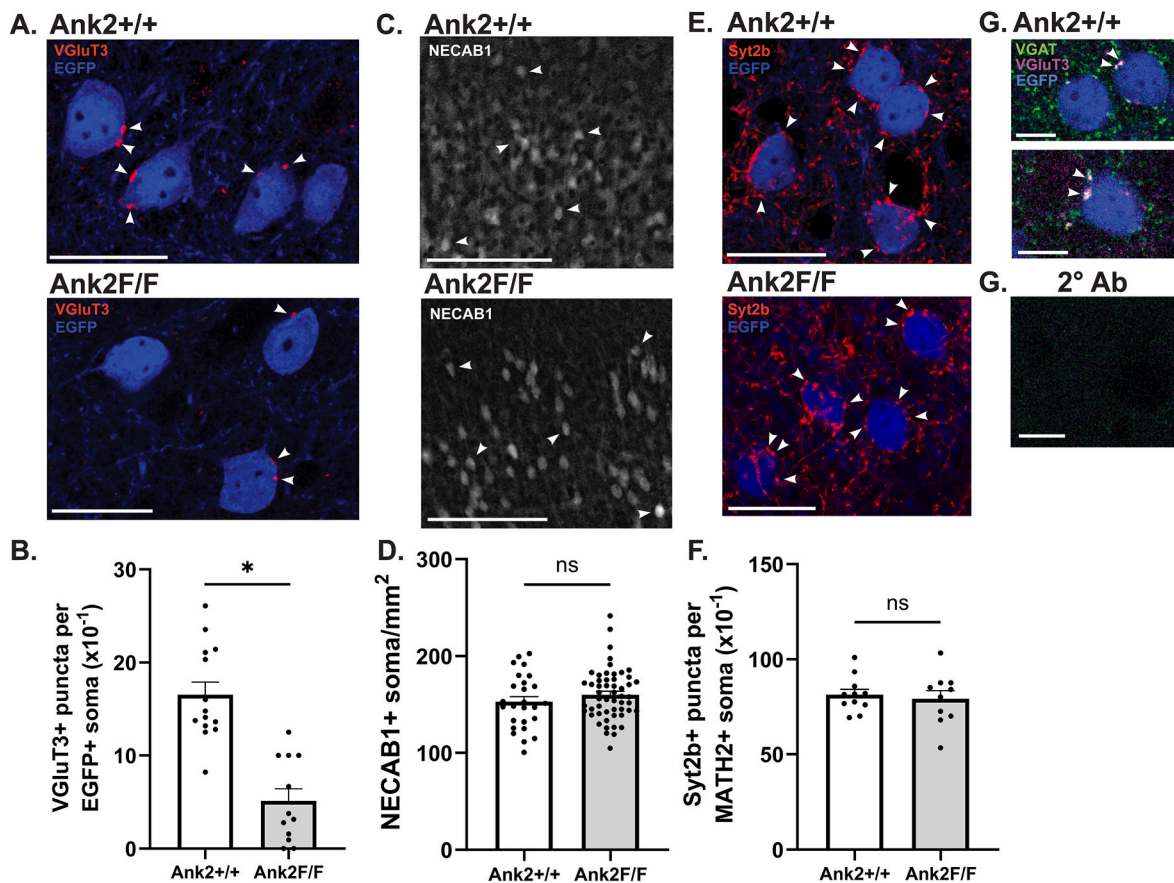 A.
Ank2+/+
VGluT3
EGFP
Ank2F/F
VGluT3
EGFP
C.
Ank2+/+
NECAB1
Ank2F/F
NECAB1
E.
Ank2+/+
Syt2b
EGFP
Ank2F/F
Syt2b
EGFP
G.
Ank2+/+
VGAT
VGluT3
EGFP
G.
2° Ab
B.
VGluT3+ puncta per
EGFP+ soma (x10⁻¹)
30
20
10
0
*
Ank2+/+
Ank2F/F
D.
NECAB1+ soma/mm²
300
200
100
0
ns
Ank2+/+
Ank2F/F
F.
Syt2b+ puncta per
MATH2+ soma (x10⁻¹)
150
100
50
0
ns
Ank2+/+
Ank2F/F